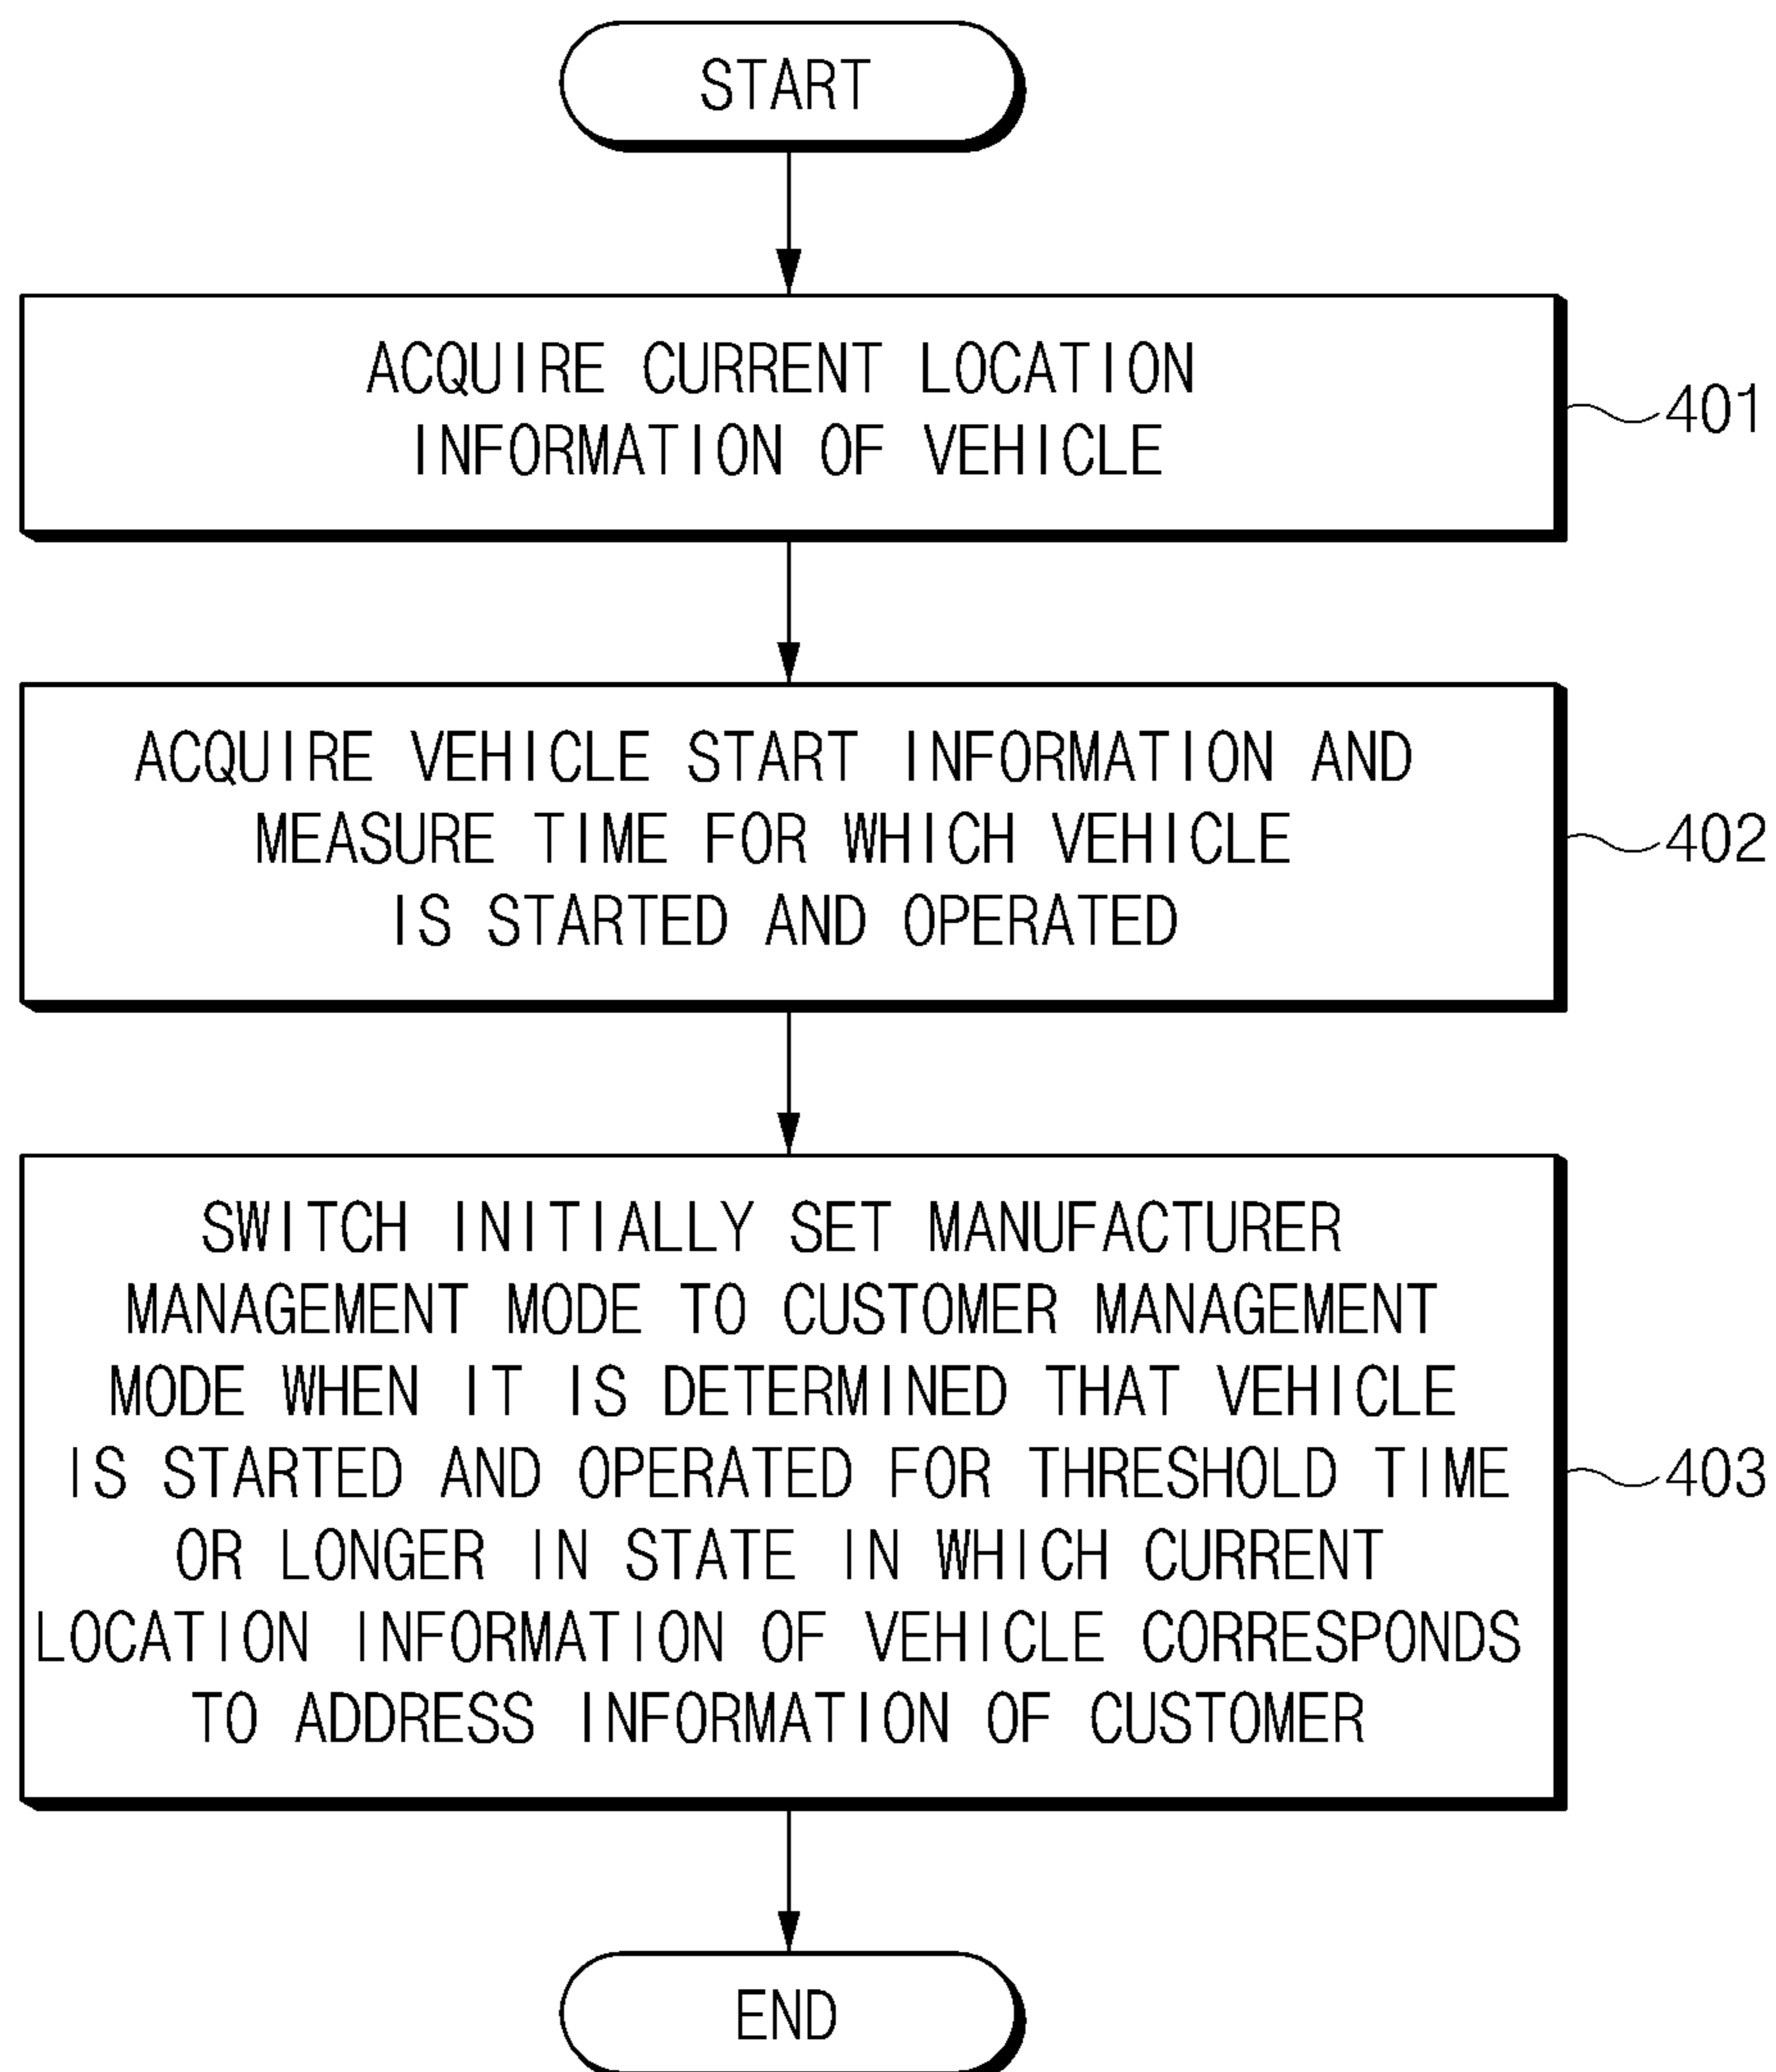 START
ACQUIRE CURRENT LOCATION
INFORMATION OF VEHICLE
401
ACQUIRE VEHICLE START INFORMATION AND
MEASURE TIME FOR WHICH VEHICLE
IS STARTED AND OPERATED
402
SWITCH INITIALLY SET MANUFACTURER
MANAGEMENT MODE TO CUSTOMER MANAGEMENT
MODE WHEN IT IS DETERMINED THAT VEHICLE
IS STARTED AND OPERATED FOR THRESHOLD TIME
OR LONGER IN STATE IN WHICH CURRENT
LOCATION INFORMATION OF VEHICLE CORRESPONDS
TO ADDRESS INFORMATION OF CUSTOMER
403
END